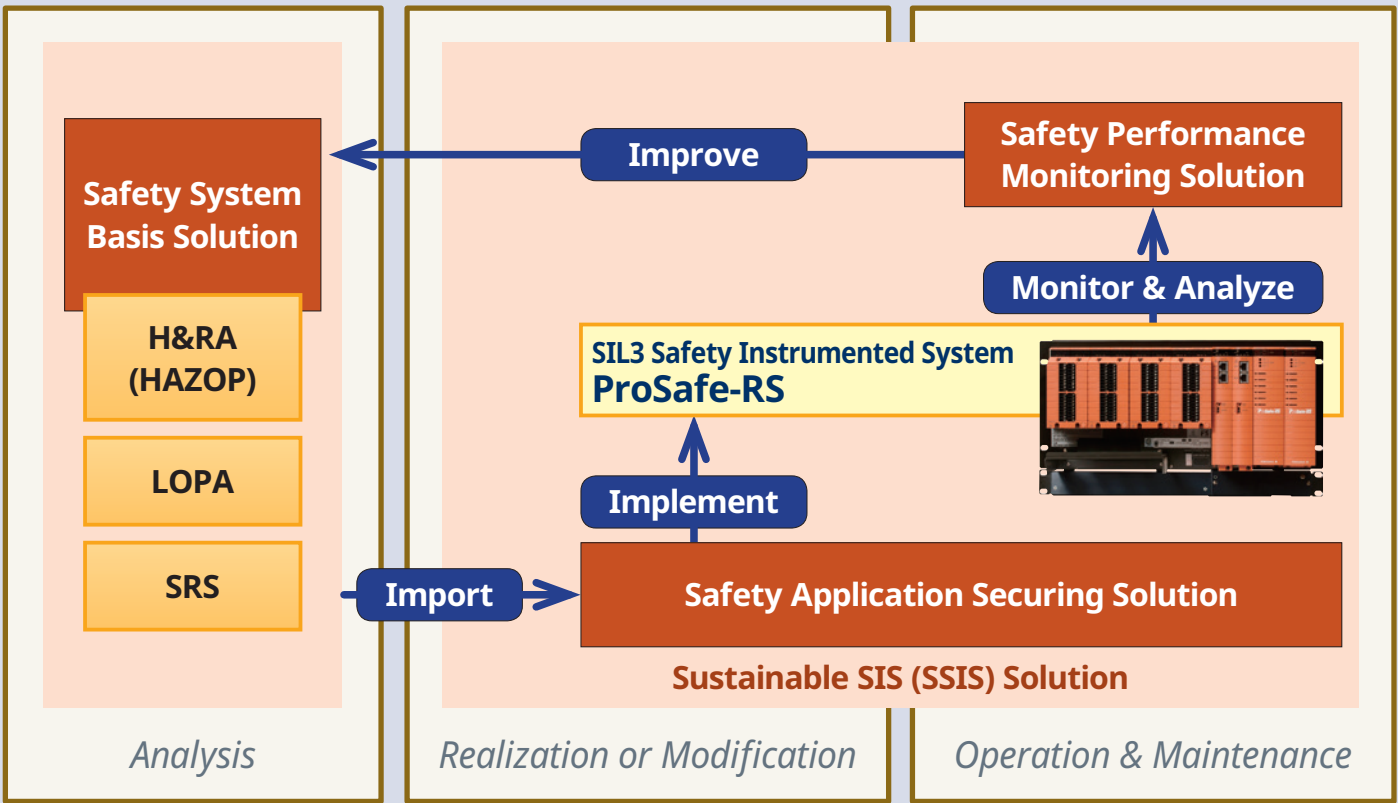 Safety System
Basis Solution
H&RA
(HAZOP)
LOPA
SRS
Import
Improve
Safety Performance
Monitoring Solution
Monitor & Analyze
SIL3 Safety Instrumented System
ProSafe-RS
Implement
Safety Application Securing Solution
Sustainable SIS (SSIS) Solution
Analysis
Realization or Modification
Operation & Maintenance